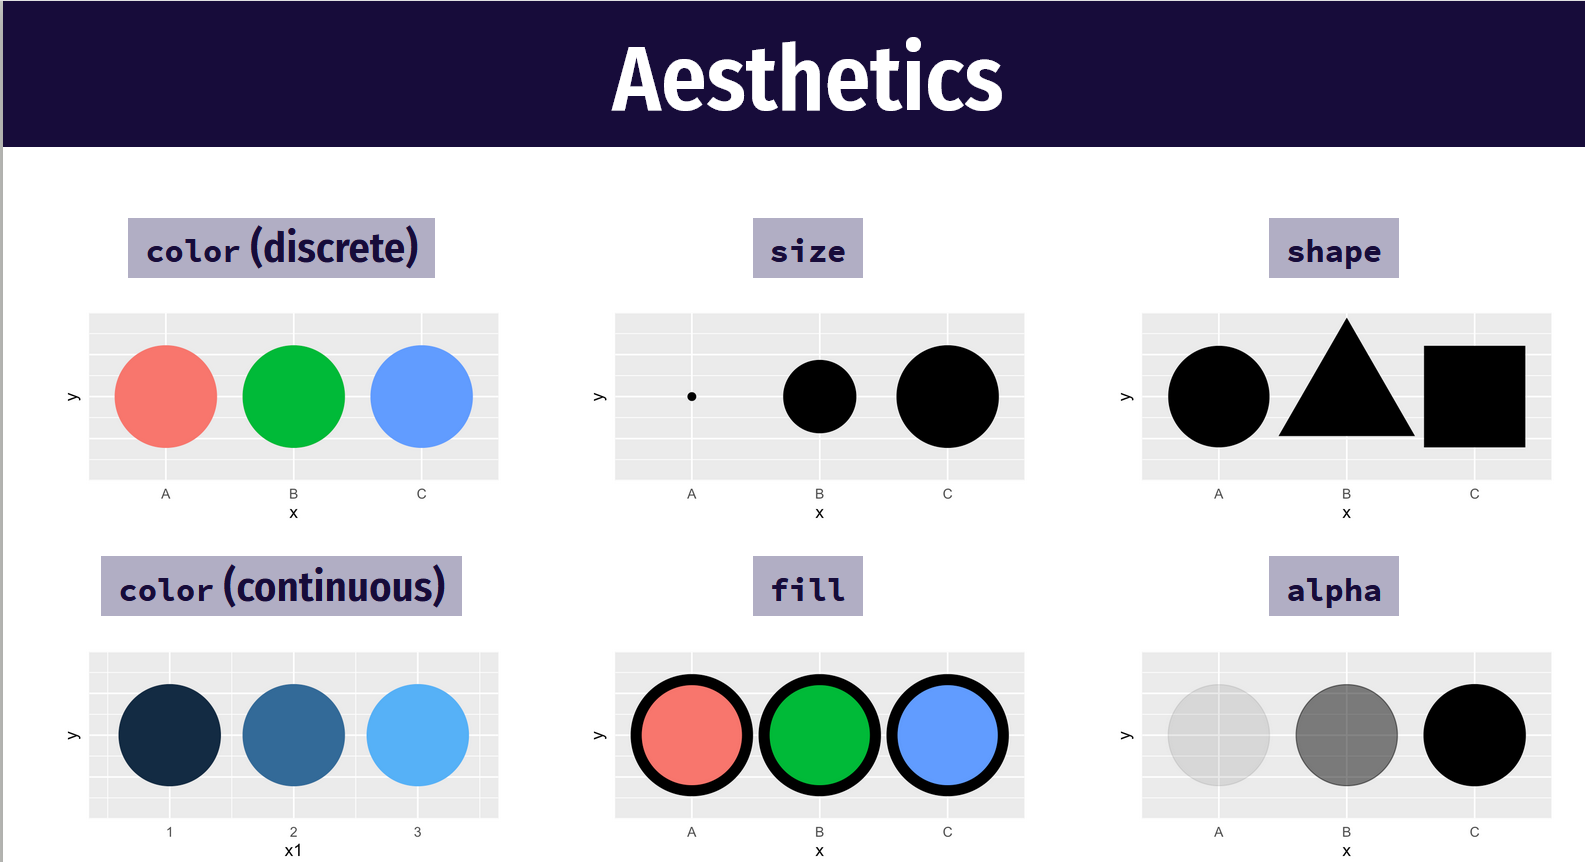 Aesthetics
color (discrete)
size
shape
y
A B C
x
y
A B C
x
y
A B C
x
color (continuous)
fill
alpha
y
1 2 3
x1
y
A B C
x
y
A B C
x